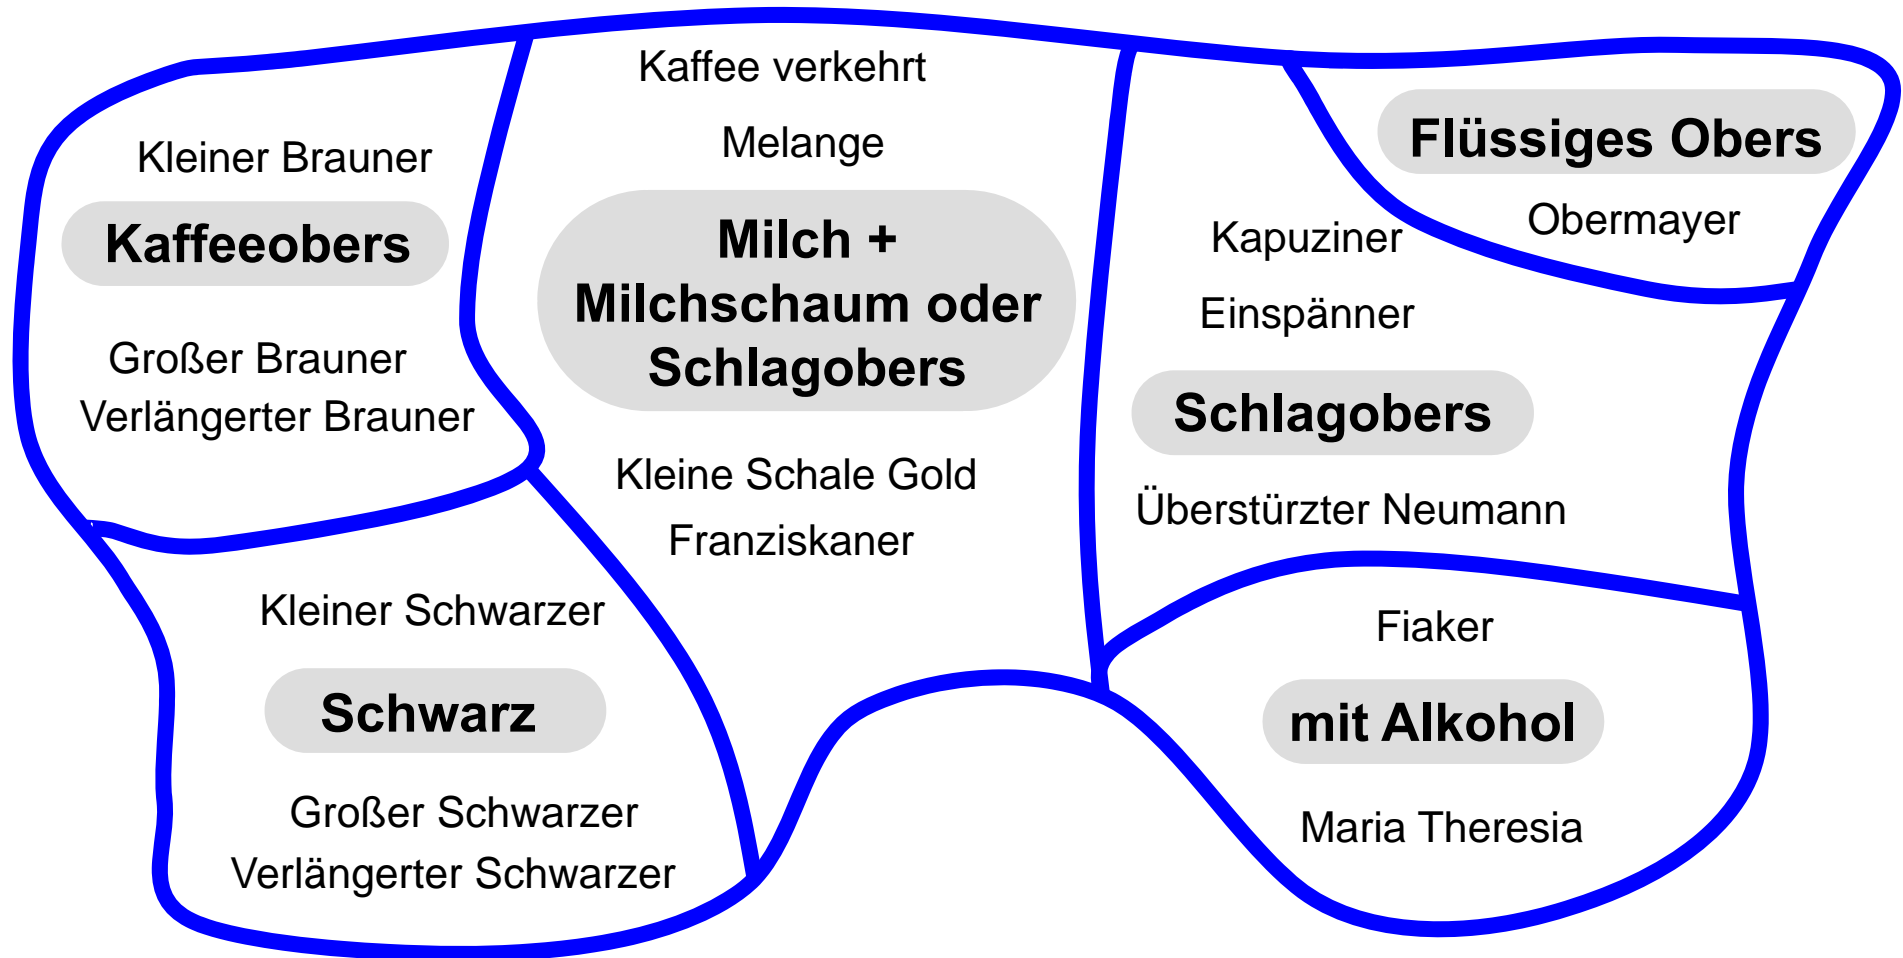 Kleiner Brauner
Kaffeeobers
Großer Brauner
Verlängerter Brauner
Kaffee verkehrt
Melange
Milch +
Milchschaum oder
Schlagobers
Kleine Schale Gold
Franziskaner
Flüssiges Obers
Obermayer
Kapuziner
Einspänner
Schlagobers
Überstürzter Neumann
Kleiner Schwarzer
Schwarz
Großer Schwarzer
Verlängerter Schwarzer
Fiaker
mit Alkohol
Maria Theresia